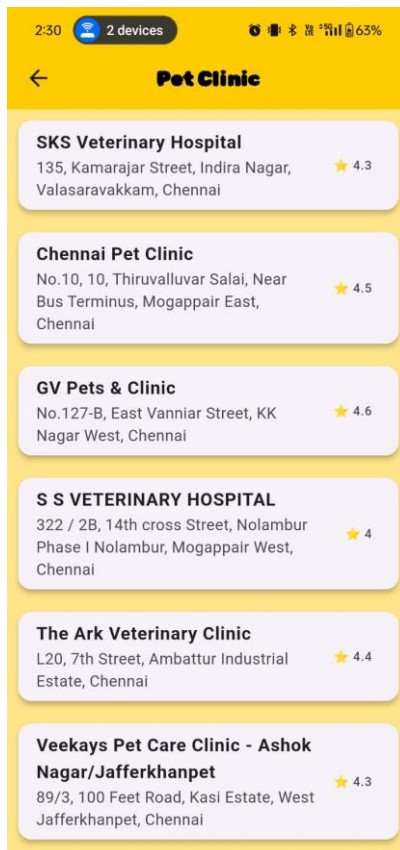 2:30 2 devices 63%
Pet Clinic
SKS Veterinary Hospital
135, Kamarajar Street, Indira Nagar,
Valasaravakkam, Chennai
4.3
Chennai Pet Clinic
No.10, 10, Thiruvalluvar Salai, Near
Bus Terminus, Mogappair East,
Chennai
4.5
GV Pets & Clinic
No.127-B, East Vanniar Street, KK
Nagar West, Chennai
4.6
S S VETERINARY HOSPITAL
322 / 2B, 14th cross Street, Nolambur
Phase I Nolambur, Mogappair West,
Chennai
4
The Ark Veterinary Clinic
L20, 7th Street, Ambattur Industrial
Estate, Chennai
4.4
Veekays Pet Care Clinic - Ashok
Nagar/Jafferkhanpet
89/3, 100 Feet Road, Kasi Estate, West
Jafferkhanpet, Chennai
4.3